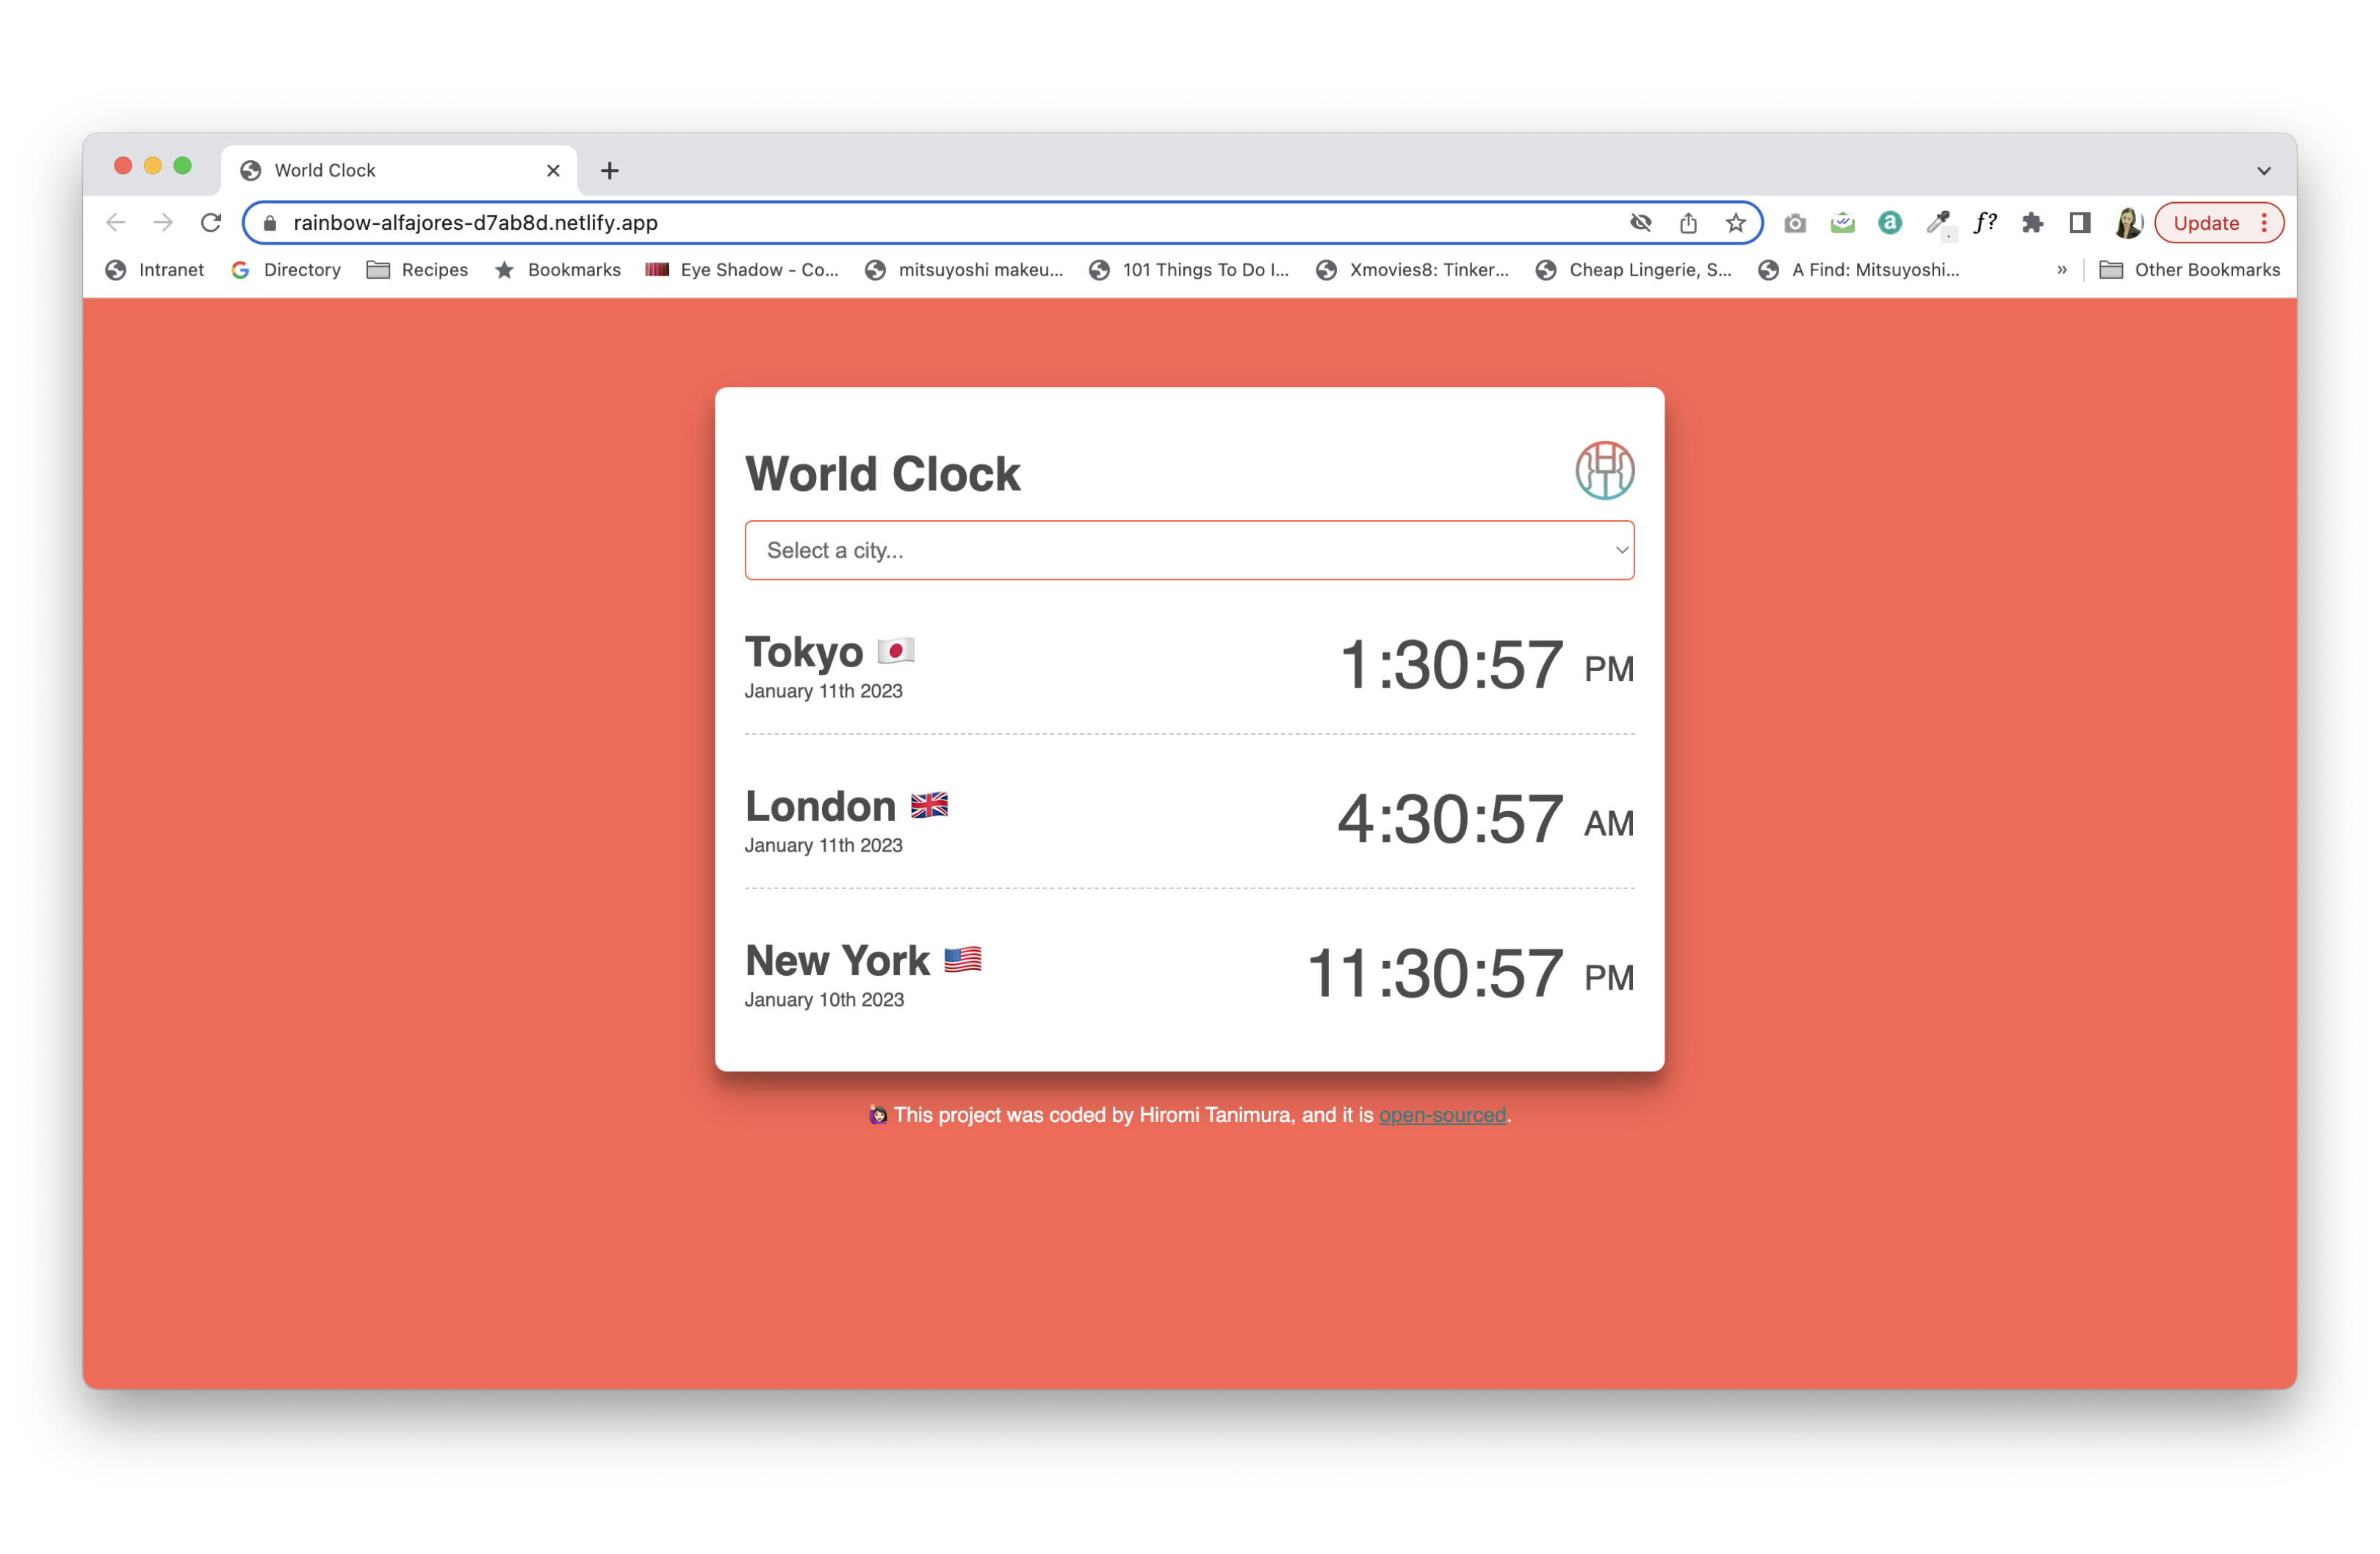 World Clock
rainbow-alfajores-d7ab8d.netlify.app
Update
Intranet Directory Recipes Bookmarks Eye Shadow - Co... mitsuyoshi makeu... 101 Things To Do I... Xmovies8: Tinker... Cheap Lingerie, S... A Find: Mitsuyoshi... » Other Bookmarks
World Clock
Select a city...
Tokyo 🇯🇵 1:30:57 PM
January 11th 2023
London 🇬🇧 4:30:57 AM
January 11th 2023
New York 🇺🇸 11:30:57 PM
January 10th 2023
🙋🏻‍♀️ This project was coded by Hiromi Tanimura, and it is open-sourced.